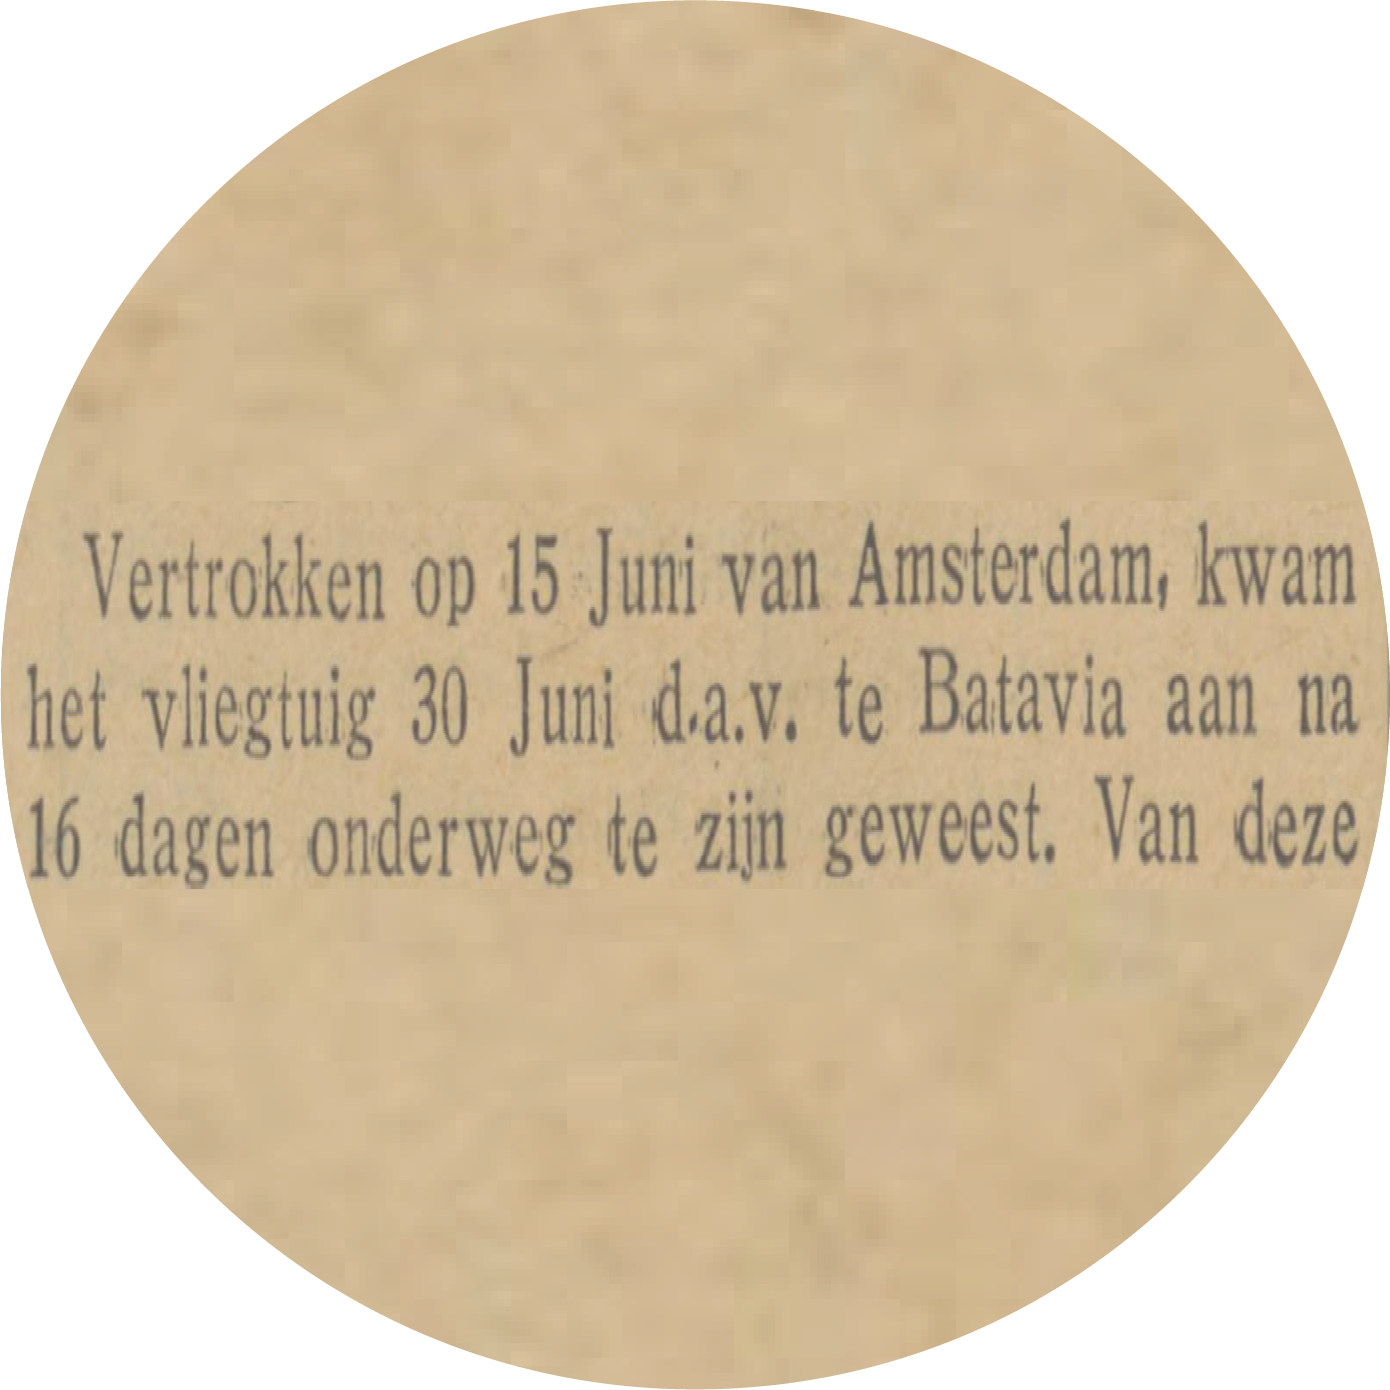 Vertrokken op 15 Juni van Amsterdam, kwam
het vliegtuig 30 Juni d.a.v. te Batavia aan na
16 dagen onderweg te zijn geweest. Van deze